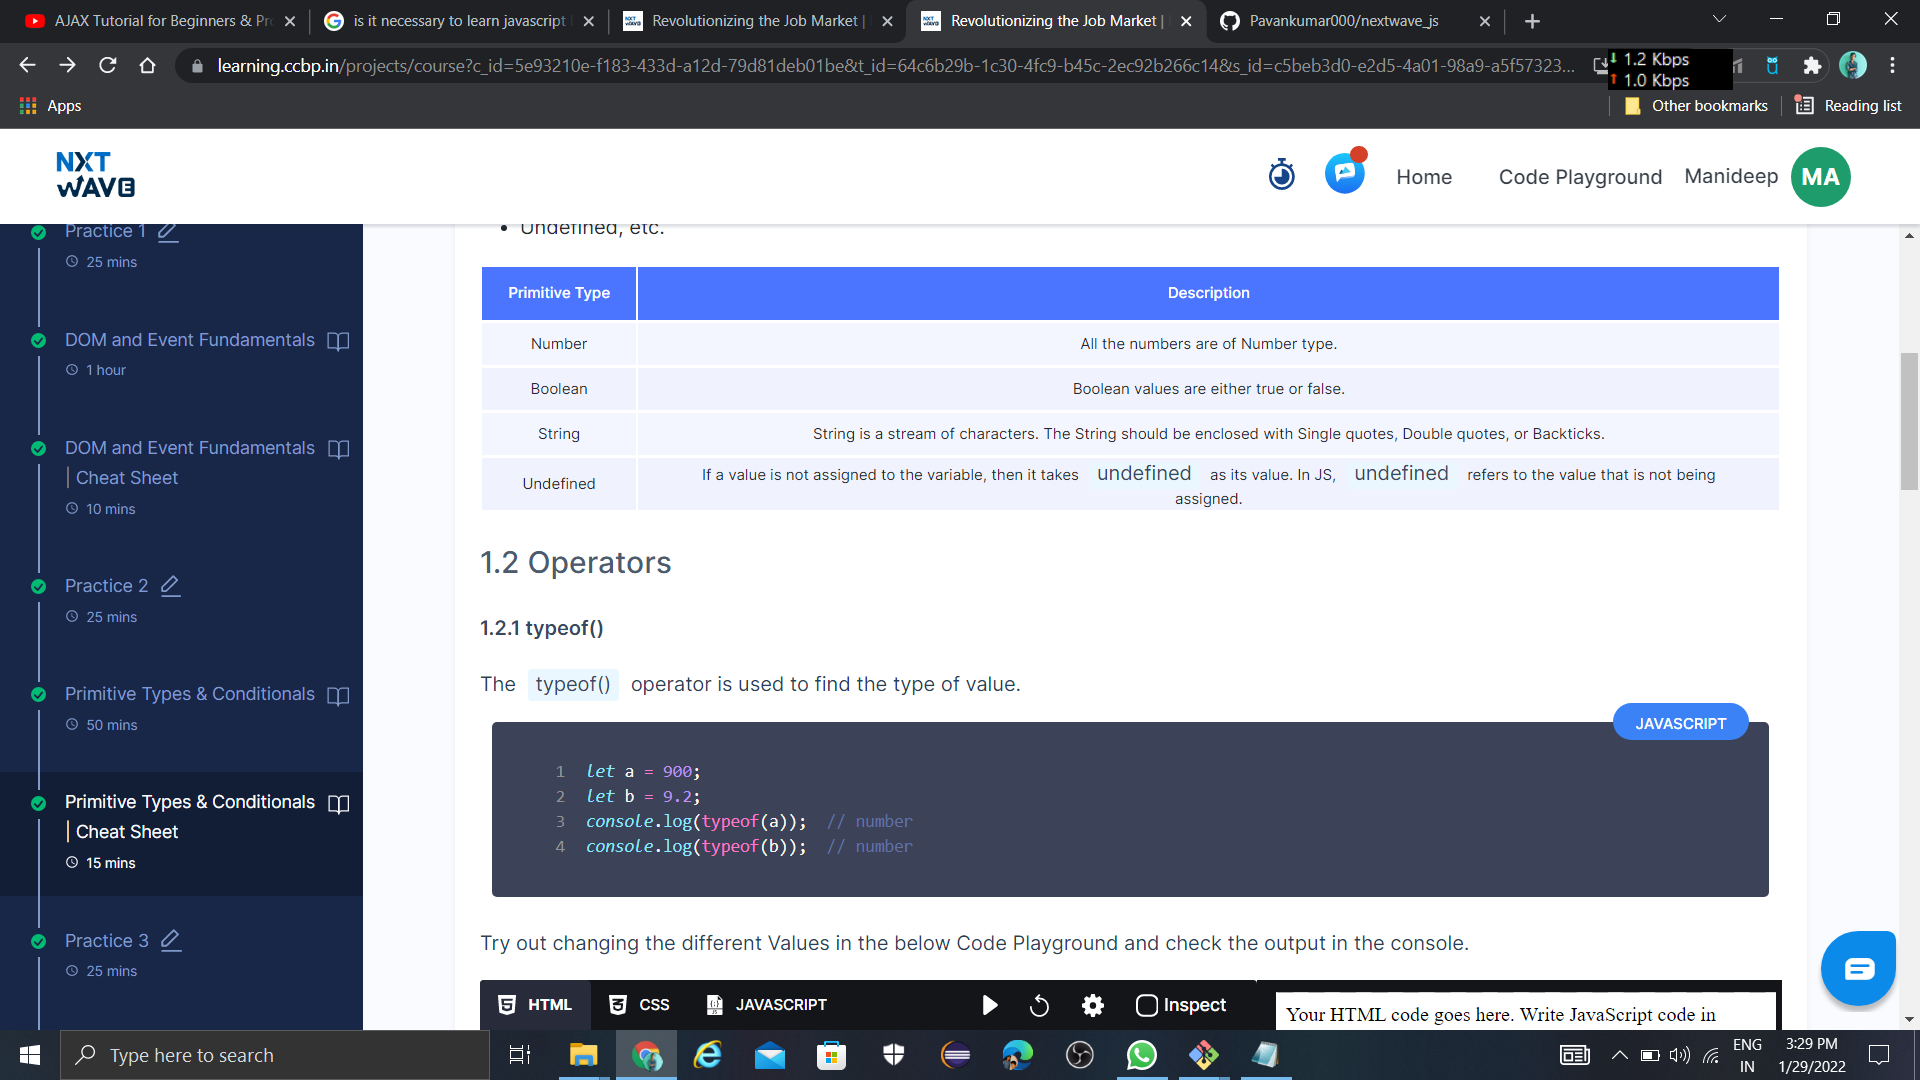 AJAX Tutorial for Beginners & Pr
is it necessary to learn javascript
Revolutionizing the Job Market |
Revolutionizing the Job Market |
Pavankumar000/nextwave_js
learning.ccbp.in/projects/course?c_id=5e93210e-f183-433d-a12d-79d81deb01be&t_id=64c6b29b-1c30-4fc9-b45c-2ec92b266c14&s_id=c5beb3d0-e2d5-4a01-98a9-a5f57323...
1.2 Kbps
1.0 Kbps
Apps
Other bookmarks
Reading list
NXT
WAVE
Home
Code Playground
Manideep
MA
Practice 1
25 mins
DOM and Event Fundamentals
1 hour
DOM and Event Fundamentals
| Cheat Sheet
10 mins
Practice 2
25 mins
Primitive Types & Conditionals
50 mins
Primitive Types & Conditionals
| Cheat Sheet
15 mins
Practice 3
25 mins
• Undefined, etc.
Primitive Type Description
Number All the numbers are of Number type.
Boolean Boolean values are either true or false.
String String is a stream of characters. The String should be enclosed with Single quotes, Double quotes, or Backticks.
Undefined If a value is not assigned to the variable, then it takes undefined as its value. In JS, undefined refers to the value that is not being
assigned.
1.2 Operators
1.2.1 typeof()
The typeof() operator is used to find the type of value.
JAVASCRIPT
1 let a = 900;
2 let b = 9.2;
3 console.log(typeof(a)); // number
4 console.log(typeof(b)); // number
Try out changing the different Values in the below Code Playground and check the output in the console.
HTML
CSS
JAVASCRIPT
Inspect
Your HTML code goes here. Write JavaScript code in
Type here to search
ENG
IN
3:29 PM
1/29/2022